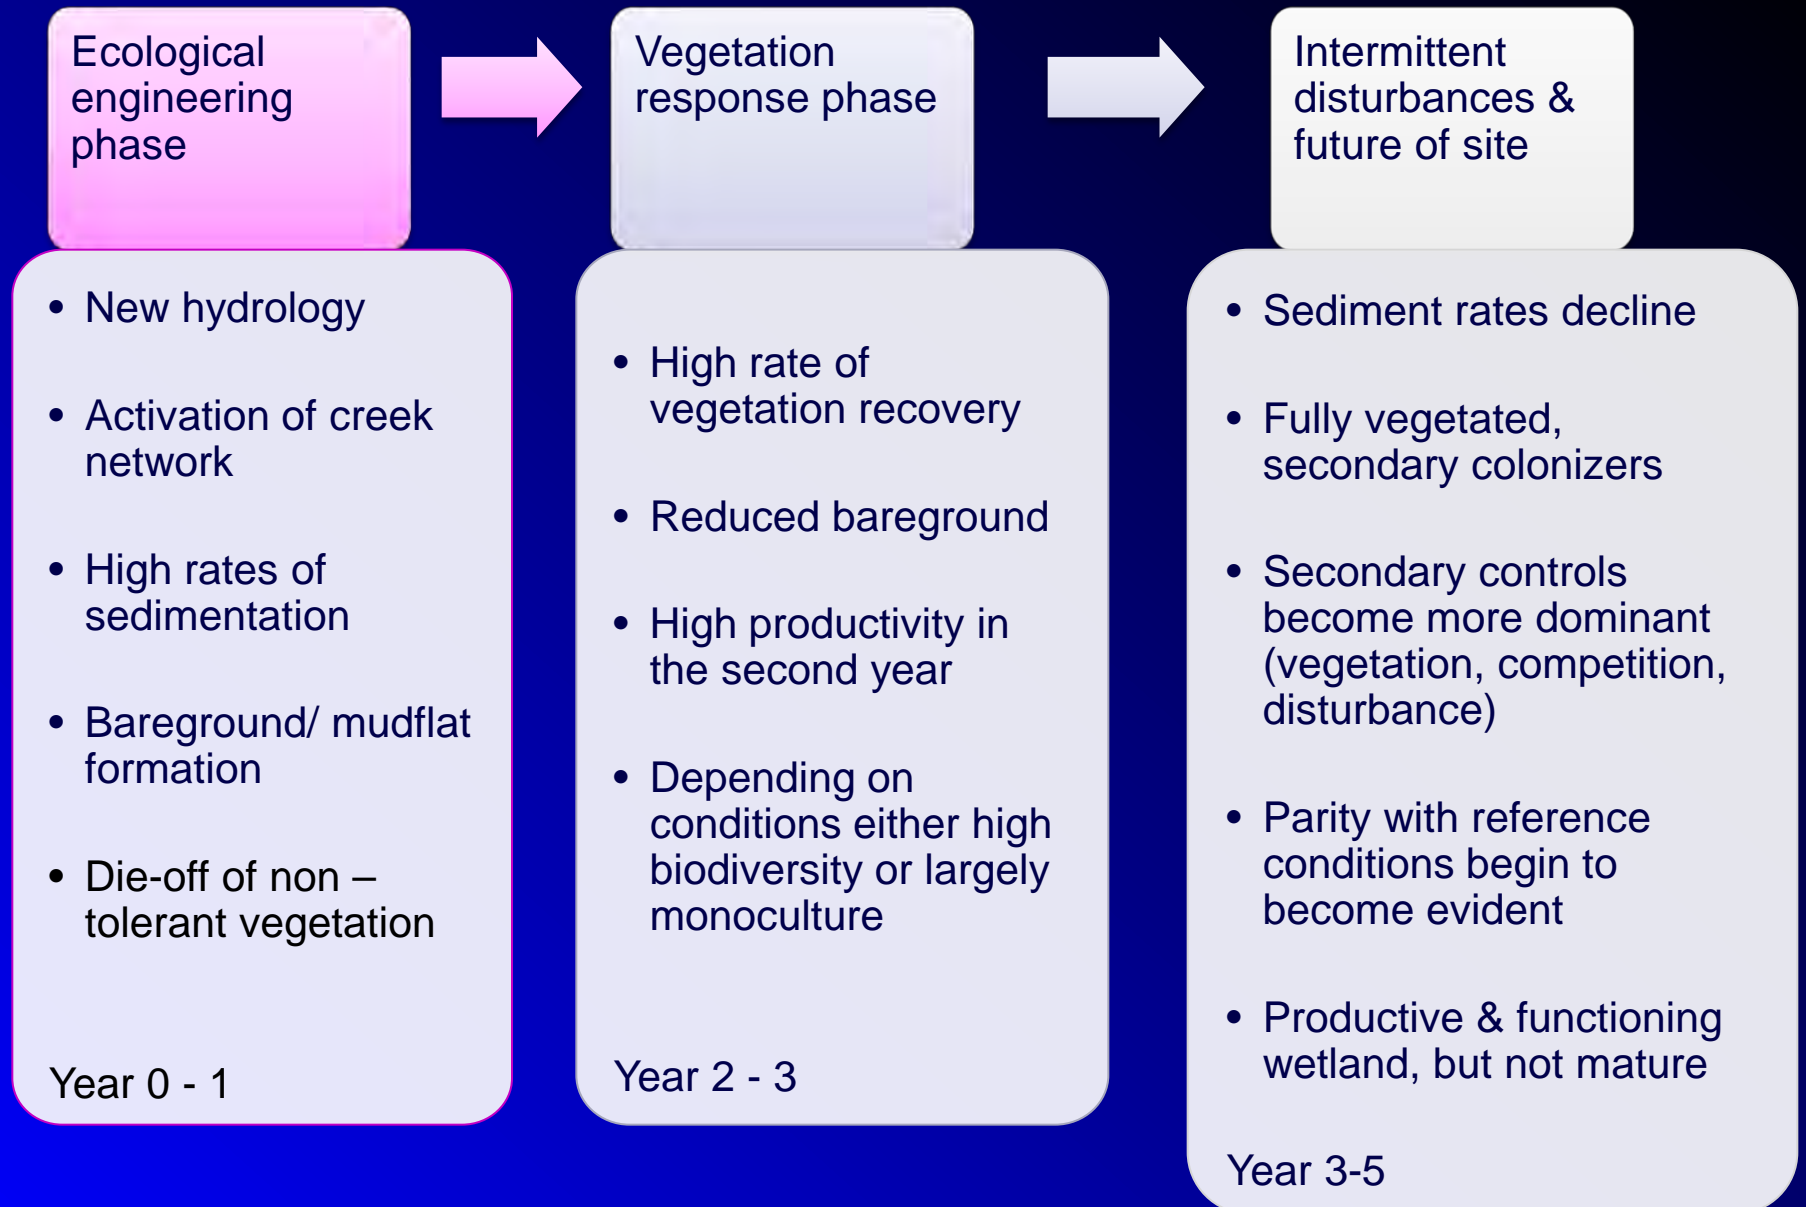 Ecological
engineering
phase
• New hydrology
• Activation of creek
network
• High rates of
sedimentation
• Bareground/ mudflat
formation
• Die-off of non –
tolerant vegetation
Year 0 - 1
Vegetation
response phase
• High rate of
vegetation recovery
• Reduced bareground
• High productivity in
the second year
• Depending on
conditions either high
biodiversity or largely
monoculture
Year 2 - 3
Intermittent
disturbances &
future of site
• Sediment rates decline
• Fully vegetated,
secondary colonizers
• Secondary controls
become more dominant
(vegetation, competition,
disturbance)
• Parity with reference
conditions begin to
become evident
• Productive & functioning
wetland, but not mature
Year 3-5